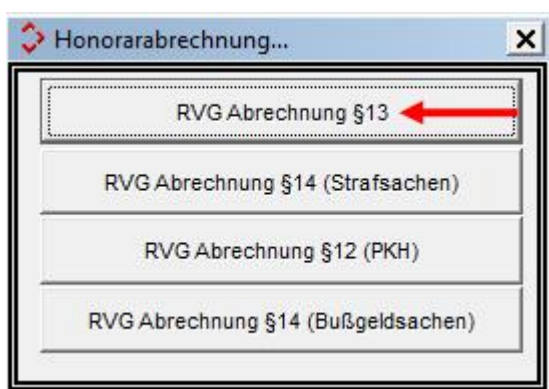 Honorarabrechnung...
RVG Abrechnung §13
RVG Abrechnung §14 (Strafsachen)
RVG Abrechnung §12 (PKH)
RVG Abrechnung §14 (Bußgeldsachen)